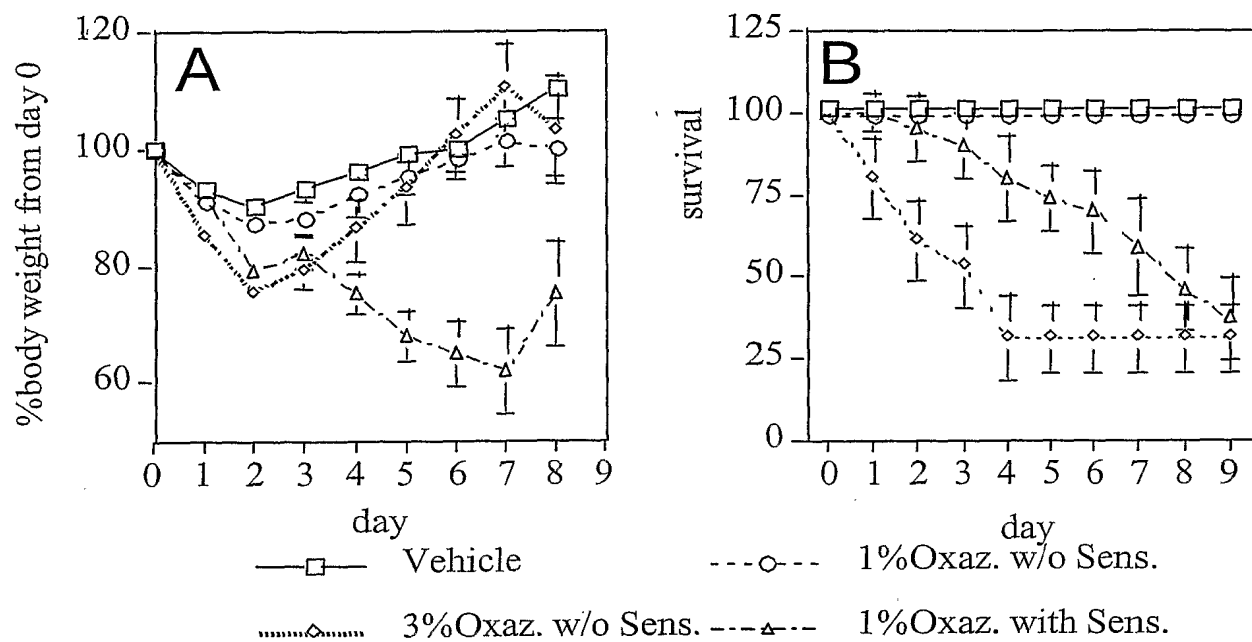 A
%body weight from day 0
120
100
80
60
0 1 2 3 4 5 6 7 8 9
day
B
survival
125
100
75
50
25
0
0 1 2 3 4 5 6 7 8 9
day
Vehicle
1%Oxaz. w/o Sens.
3%Oxaz. w/o Sens.
1%Oxaz. with Sens.